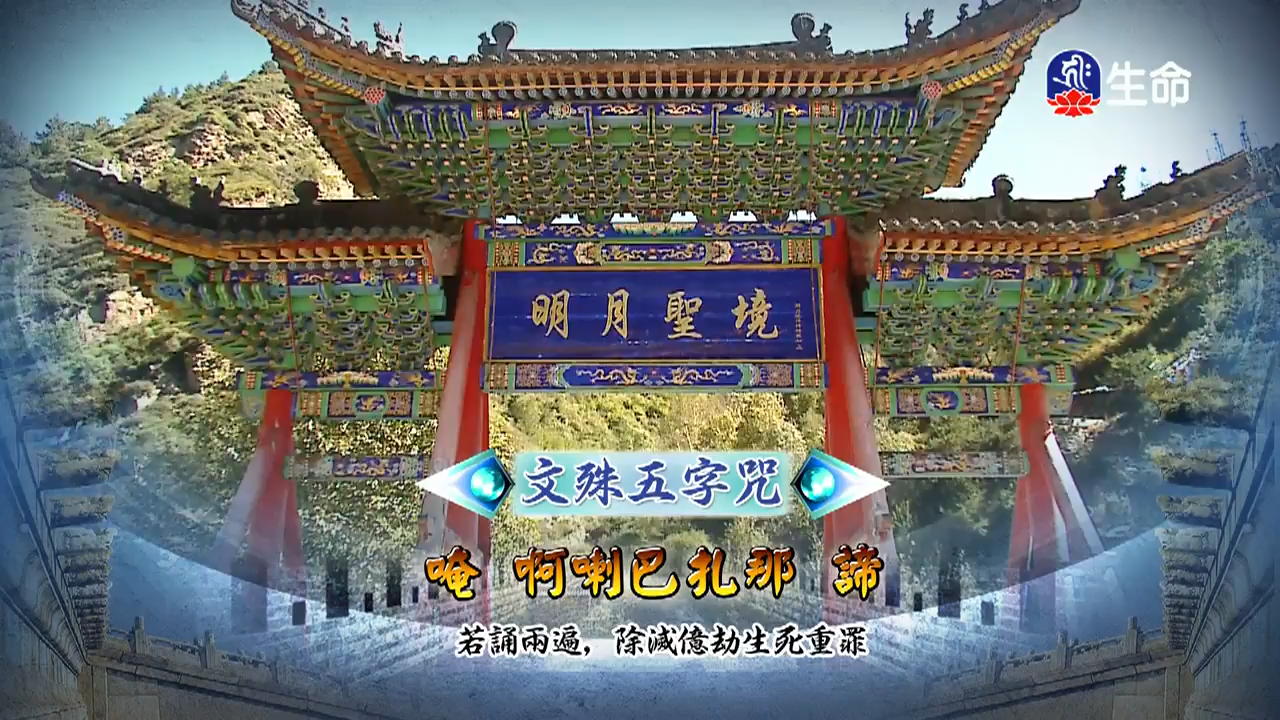 生命
明月聖境
文殊五字咒
唵 啊喇巴扎那 諦
若誦兩遍，除滅億劫生死重罪